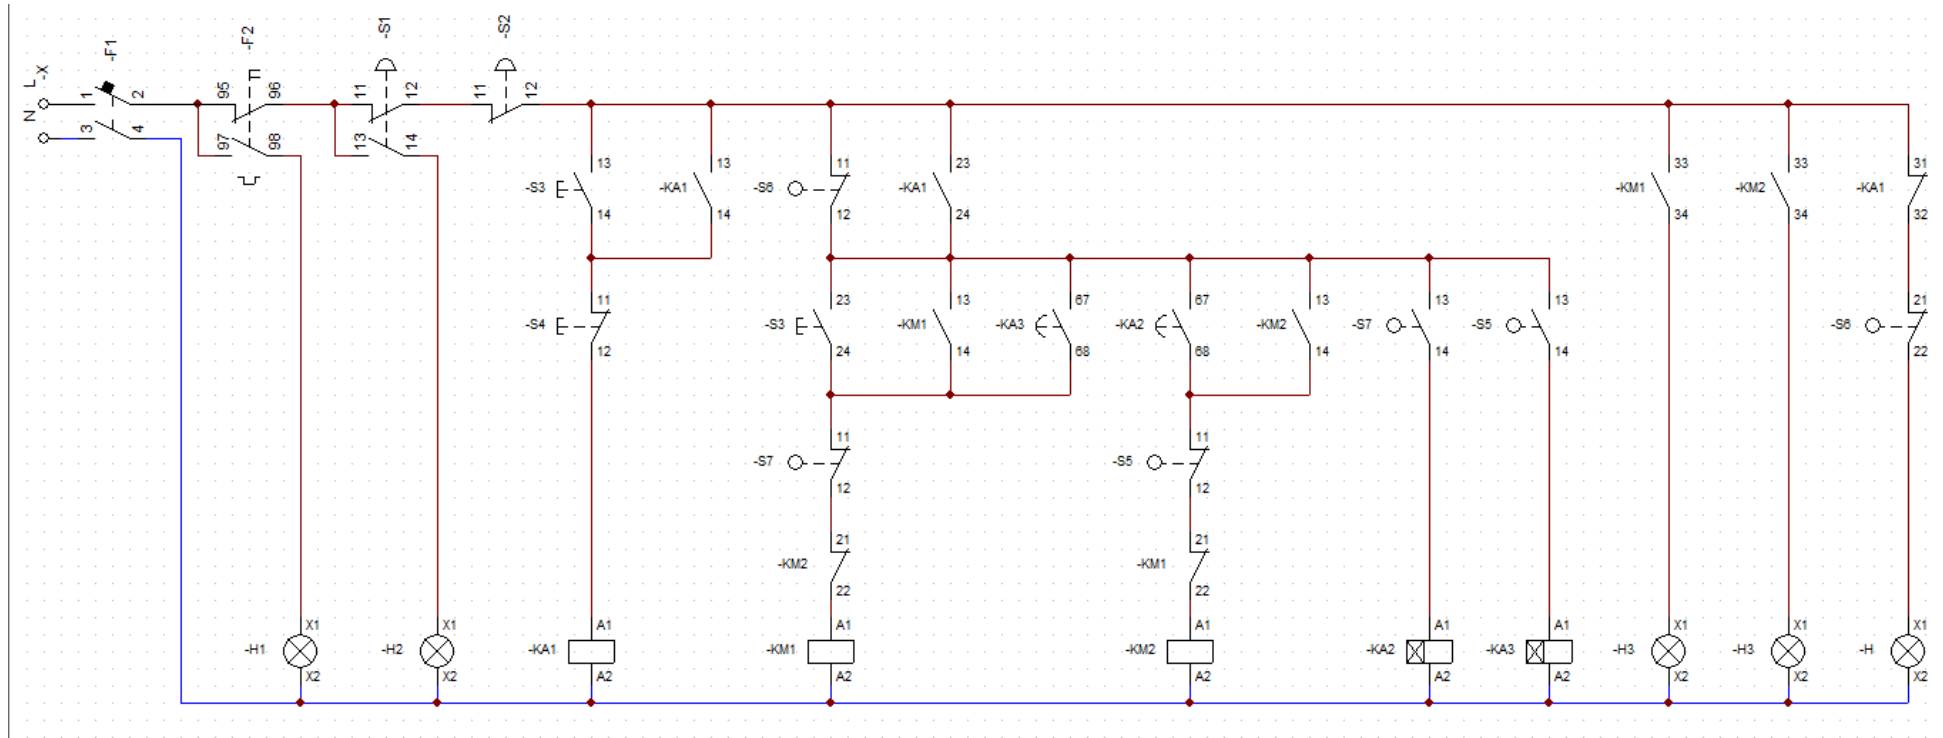 -X
L
N
-F1
1 2
3 4
-F2
95 96
97 98
-S1
11 12
13 14
-S2
11 12
13
-S3
14
13
-KA1
14
11
-S6
12
23
-KA1
24
33
-KM1
34
33
-KM2
34
31
-KA1
32
11
-S4
12
23
-S3
24
13
-KM1
14
67
-KA3
68
67
-KA2
68
13
-KM2
14
13
-S7
14
13
-S5
14
21
-S6
22
11
-S7
12
11
-S5
12
21
-KM2
22
21
-KM1
22
X1
-H1
X2
X1
-H2
X2
A1
-KA1
A2
A1
-KM1
A2
A1
-KM2
A2
A1
-KA2
A2
A1
-KA3
A2
X1
-H3
X2
X1
-H3
X2
X1
-H
X2